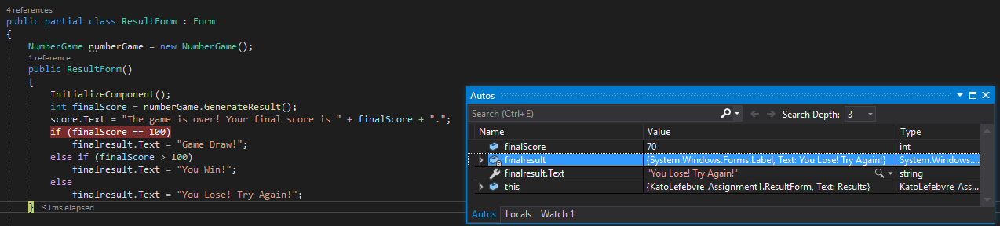 4 references
public partial class ResultForm : Form
{
NumberGame numberGame = new NumberGame();
1 reference
public ResultForm()
{
InitializeComponent();
int finalScore = numberGame.GenerateResult();
score.Text = "The game is over! Your final score is " + finalScore + ".";
if (finalScore == 100)
finalresult.Text = "Game Draw!";
else if (finalScore > 100)
finalresult.Text = "You Win!";
else
finalresult.Text = "You Lose! Try Again!";
} ≤1ms elapsed
Autos
Search (Ctrl+E) Search Depth: 3
Name Value Type
finalScore 70 int
finalresult {System.Windows.Forms.Label, Text: You Lose! Try Again!} System.Windows....
finalresult.Text "You Lose! Try Again!" string
this {KatoLefebvre_Assignment1.ResultForm, Text: Results} KatoLefebvre_Ass...
Autos Locals Watch 1